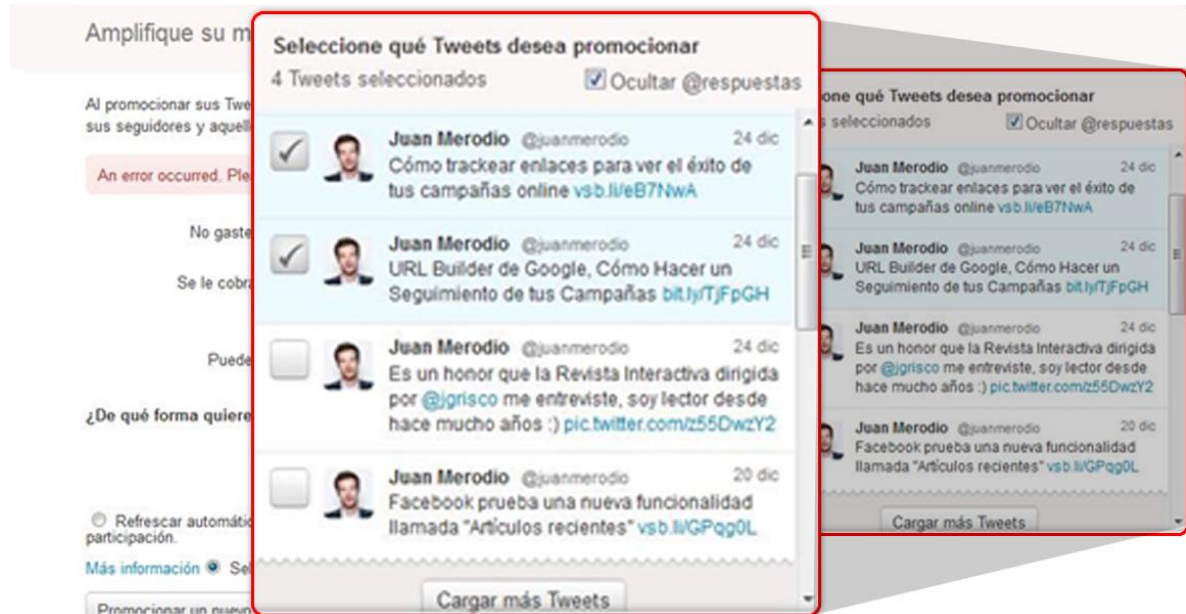 Amplifique su m
Al promocionar sus Twe
sus seguidores y aquell
An error occurred. Ple
No gaste
Se le cobra
Puede
¿De qué forma quiere
Refrescar automátic
participación.
Más información Sel
Promocionar un nuevo
Seleccione qué Tweets desea promocionar
4 Tweets seleccionados Ocultar @respuestas
Juan Merodio @juanmerodio 24 dic
Cómo trackear enlaces para ver el éxito de
tus campañas online vsb.li/eB7NwA
Juan Merodio @juanmerodio 24 dic
URL Builder de Google, Cómo Hacer un
Seguimiento de tus Campañas bit.ly/TjFpGH
Juan Merodio @juanmerodio 24 dic
Es un honor que la Revista Interactiva dirigida
por @jgrisco me entreviste, soy lector desde
hace mucho años :) pic.twitter.com/z55DwzY2
Juan Merodio @juanmerodio 20 dic
Facebook prueba una nueva funcionalidad
llamada "Artículos recientes" vsb.li/GPqg0L
Cargar más Tweets
one qué Tweets desea promocionar
s seleccionados Ocultar @respuestas
Juan Merodio @juanmerodio 24 dic
Cómo trackear enlaces para ver el éxito de
tus campañas online vsb.li/eB7NwA
Juan Merodio @juanmerodio 24 dic
URL Builder de Google, Cómo Hacer un
Seguimiento de tus Campañas bit.ly/TjFpGH
Juan Merodio @juanmerodio 24 dic
Es un honor que la Revista Interactiva dirigida
por @jgrisco me entreviste, soy lector desde
hace mucho años :) pic.twitter.com/z55DwzY2
Juan Merodio @juanmerodio 20 dic
Facebook prueba una nueva funcionalidad
llamada "Artículos recientes" vsb.li/GPqg0L
Cargar más Tweets